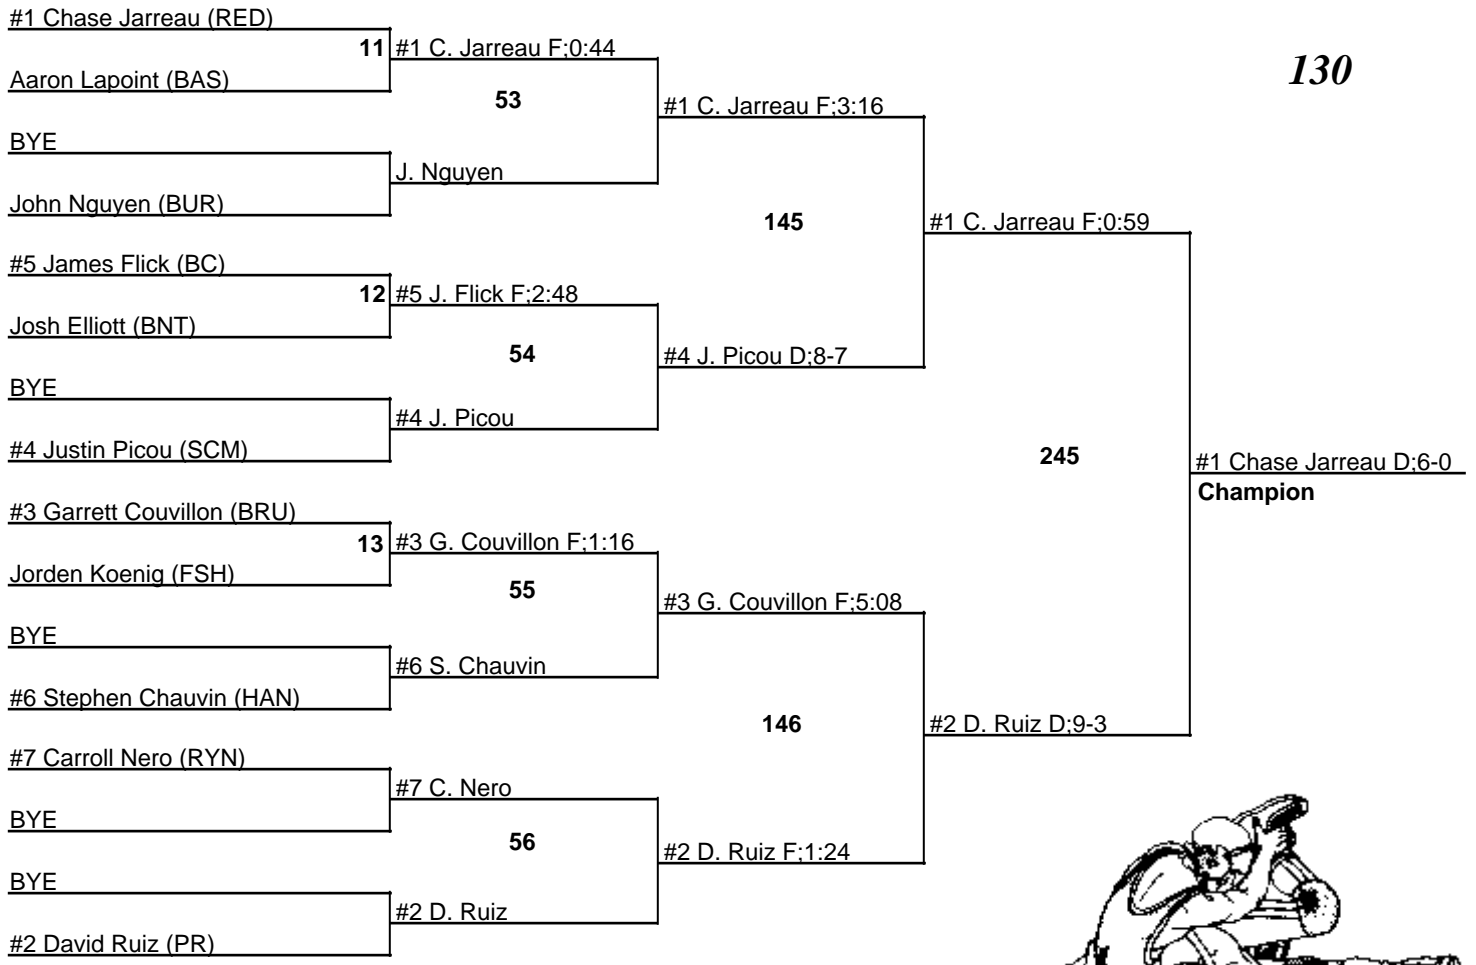 #1 Chase Jarreau (RED)
11 #1 C. Jarreau F;0:44
130
Aaron Lapoint (BAS)
53
#1 C. Jarreau F;3:16
BYE
J. Nguyen
John Nguyen (BUR)
145
#1 C. Jarreau F;0:59
#5 James Flick (BC)
12 #5 J. Flick F;2:48
Josh Elliott (BNT)
54
#4 J. Picou D;8-7
BYE
#4 J. Picou
#4 Justin Picou (SCM)
245
#1 Chase Jarreau D;6-0
Champion
#3 Garrett Couvillon (BRU)
13 #3 G. Couvillon F;1:16
Jorden Koenig (FSH)
55
#3 G. Couvillon F;5:08
BYE
#6 S. Chauvin
#6 Stephen Chauvin (HAN)
146
#2 D. Ruiz D;9-3
#7 Carroll Nero (RYN)
#7 C. Nero
BYE
56
#2 D. Ruiz F;1:24
BYE
#2 D. Ruiz
#2 David Ruiz (PR)